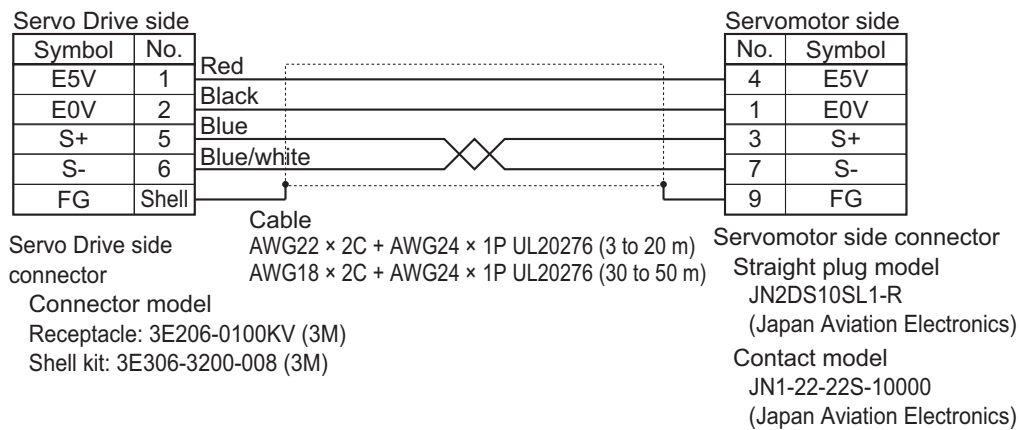 Servo Drive side
Symbol No.
E5V 1
E0V 2
S+ 5
S- 6
FG Shell
Red
Black
Blue
Blue/white
Servomotor side
No. Symbol
4 E5V
1 E0V
3 S+
7 S-
9 FG
Cable
AWG22 × 2C + AWG24 × 1P UL20276 (3 to 20 m)
AWG18 × 2C + AWG24 × 1P UL20276 (30 to 50 m)
Servo Drive side
connector
Connector model
Receptacle: 3E206-0100KV (3M)
Shell kit: 3E306-3200-008 (3M)
Servomotor side connector
Straight plug model
JN2DS10SL1-R
(Japan Aviation Electronics)
Contact model
JN1-22-22S-10000
(Japan Aviation Electronics)